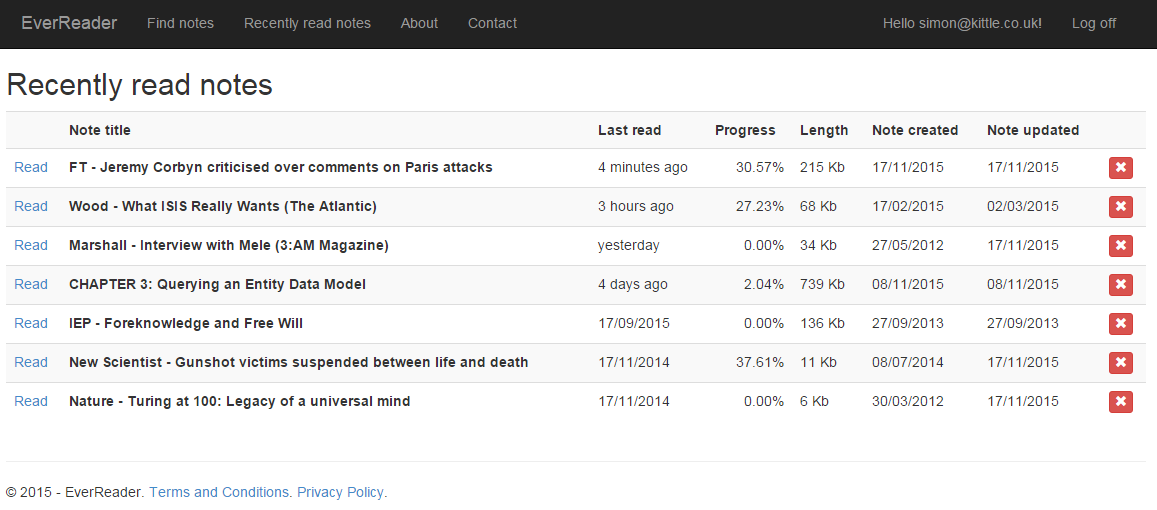 EverReader Find notes Recently read notes About Contact Hello simon@kittle.co.uk! Log off
Recently read notes
Note title Last read Progress Length Note created Note updated
Read FT - Jeremy Corbyn criticised over comments on Paris attacks 4 minutes ago 30.57% 215 Kb 17/11/2015 17/11/2015
Read Wood - What ISIS Really Wants (The Atlantic) 3 hours ago 27.23% 68 Kb 17/02/2015 02/03/2015
Read Marshall - Interview with Mele (3:AM Magazine) yesterday 0.00% 34 Kb 27/05/2012 17/11/2015
Read CHAPTER 3: Querying an Entity Data Model 4 days ago 2.04% 739 Kb 08/11/2015 08/11/2015
Read IEP - Foreknowledge and Free Will 17/09/2015 0.00% 136 Kb 27/09/2013 27/09/2013
Read New Scientist - Gunshot victims suspended between life and death 17/11/2014 37.61% 11 Kb 08/07/2014 17/11/2015
Read Nature - Turing at 100: Legacy of a universal mind 17/11/2014 0.00% 6 Kb 30/03/2012 17/11/2015
© 2015 - EverReader. Terms and Conditions. Privacy Policy.